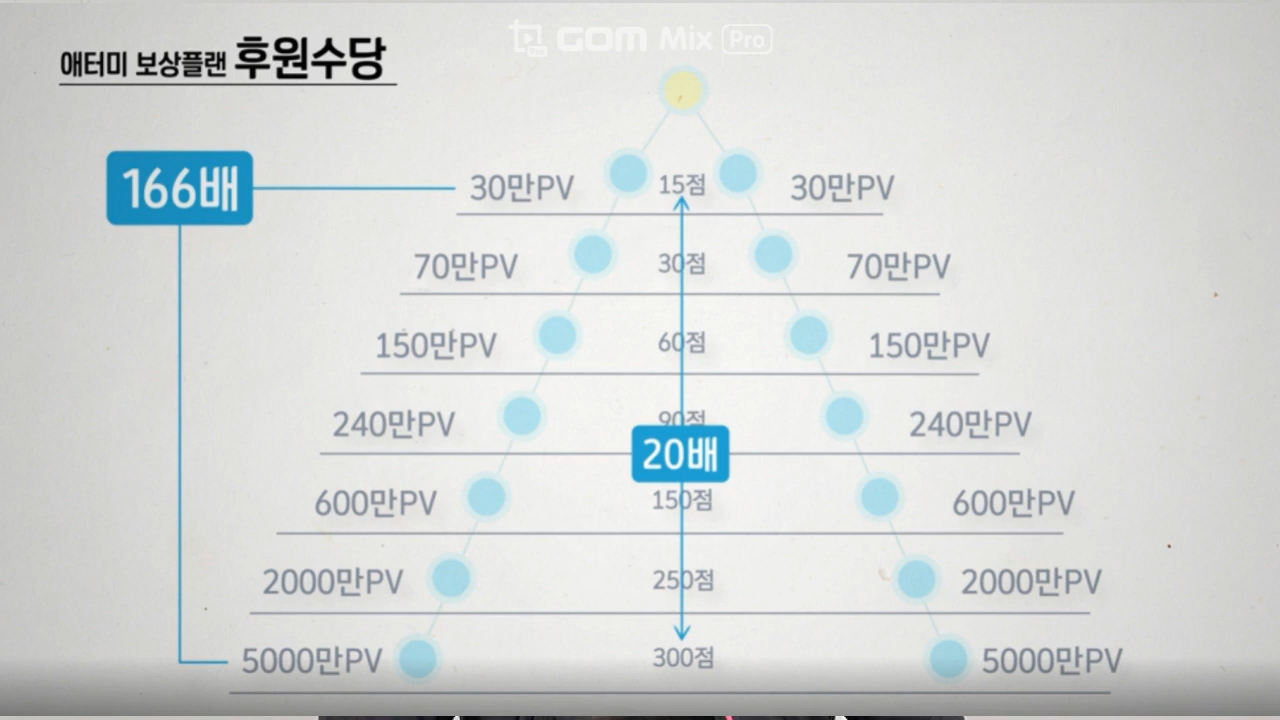 GOM Mix Pro
애터미 보상플랜 후원수당
166배
30만PV 15점 30만PV
70만PV 30점 70만PV
150만PV 60점 150만PV
240만PV 90점 240만PV
20배
600만PV 150점 600만PV
2000만PV 250점 2000만PV
5000만PV 300점 5000만PV